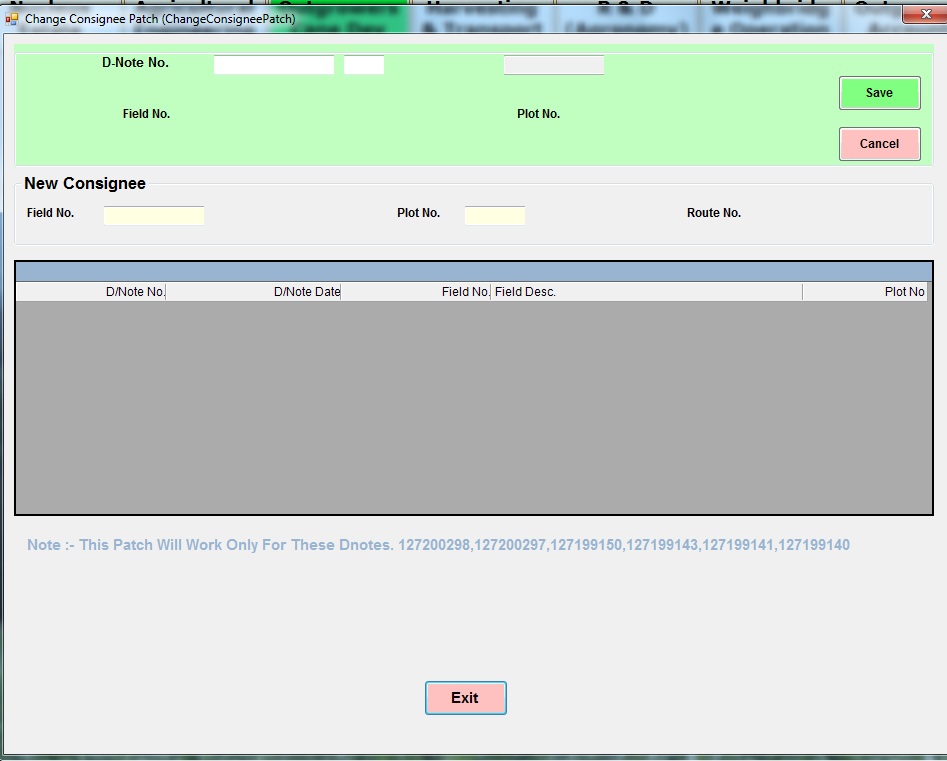 Change Consignee Patch (ChangeConsigneePatch)
X
D-Note No.
Save
Field No.
Plot No.
Cancel
New Consignee
Field No.
Plot No.
Route No.
D/Note No.
D/Note Date
Field No.
Field Desc.
Plot No
Note :- This Patch Will Work Only For These Dnotes. 127200298,127200297,127199150,127199143,127199141,127199140
Exit